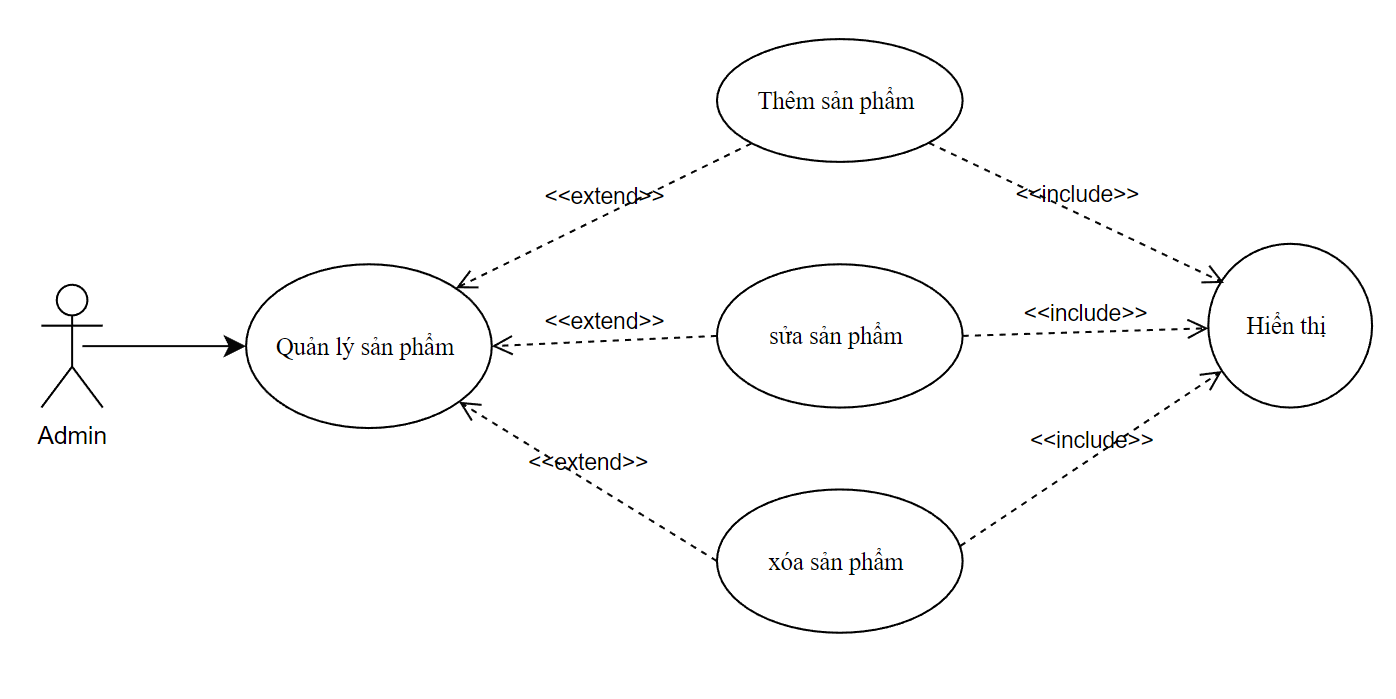 Thêm sản phẩm
<<extend>>
<<include>>
Quản lý sản phẩm
<<extend>>
sửa sản phẩm
<<include>>
Hiển thị
Admin
<<extend>>
<<include>>
xóa sản phẩm